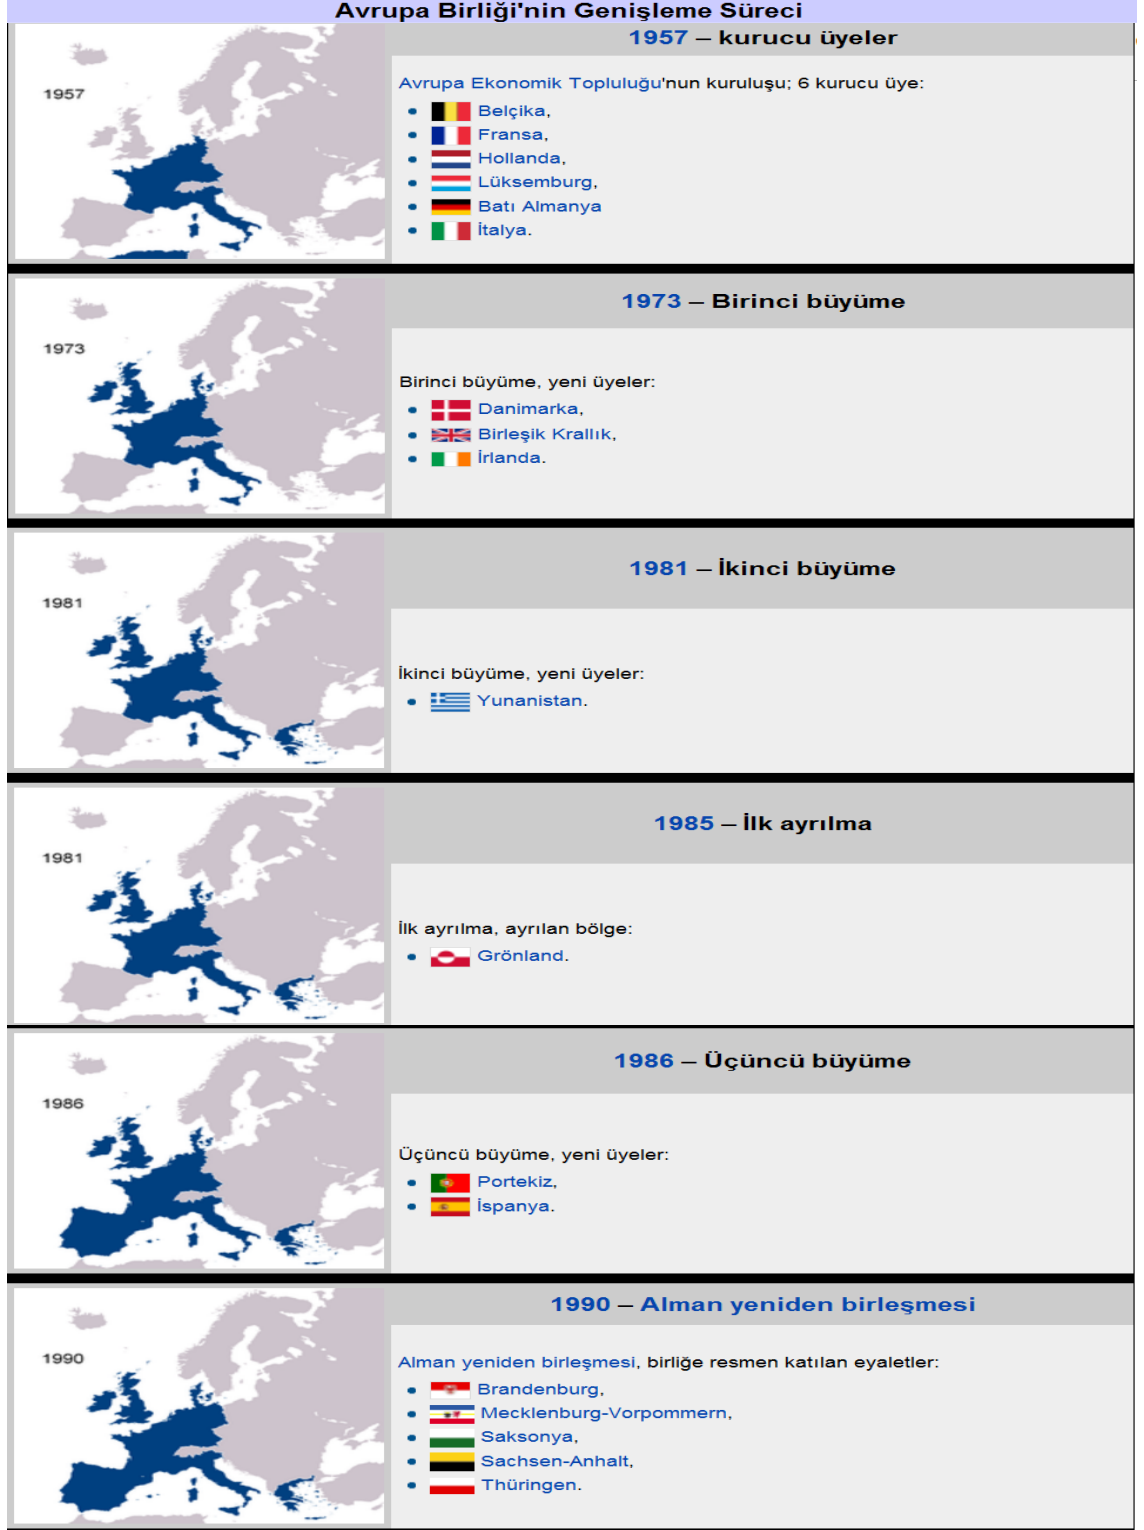 Avrupa Birliği'nin Genişleme Süreci
1957
1957 – kurucu üyeler
Avrupa Ekonomik Topluluğu'nun kuruluşu; 6 kurucu üye:
Belçika,
Fransa,
Hollanda,
Lüksemburg,
Batı Almanya
İtalya.
1973
1973 – Birinci büyüme
Birinci büyüme, yeni üyeler:
Danimarka,
Birleşik Krallık,
İrlanda.
1981
1981 – İkinci büyüme
İkinci büyüme, yeni üyeler:
Yunanistan.
1981
1985 – İlk ayrılma
İlk ayrılma, ayrılan bölge:
Grönland.
1986
1986 – Üçüncü büyüme
Üçüncü büyüme, yeni üyeler:
Portekiz,
İspanya.
1990
1990 – Alman yeniden birleşmesi
Alman yeniden birleşmesi, birliğe resmen katılan eyaletler:
Brandenburg,
Mecklenburg-Vorpommern,
Saksonya,
Sachsen-Anhalt,
Thüringen.